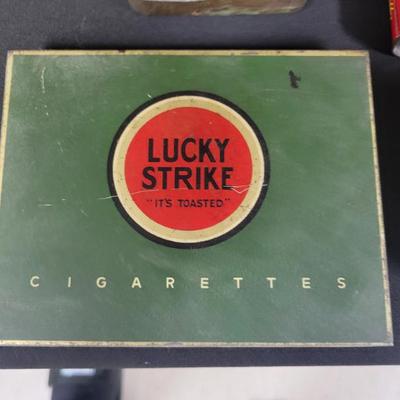 LUCKY
STRIKE
"IT'S TOASTED"
CIGARETTES